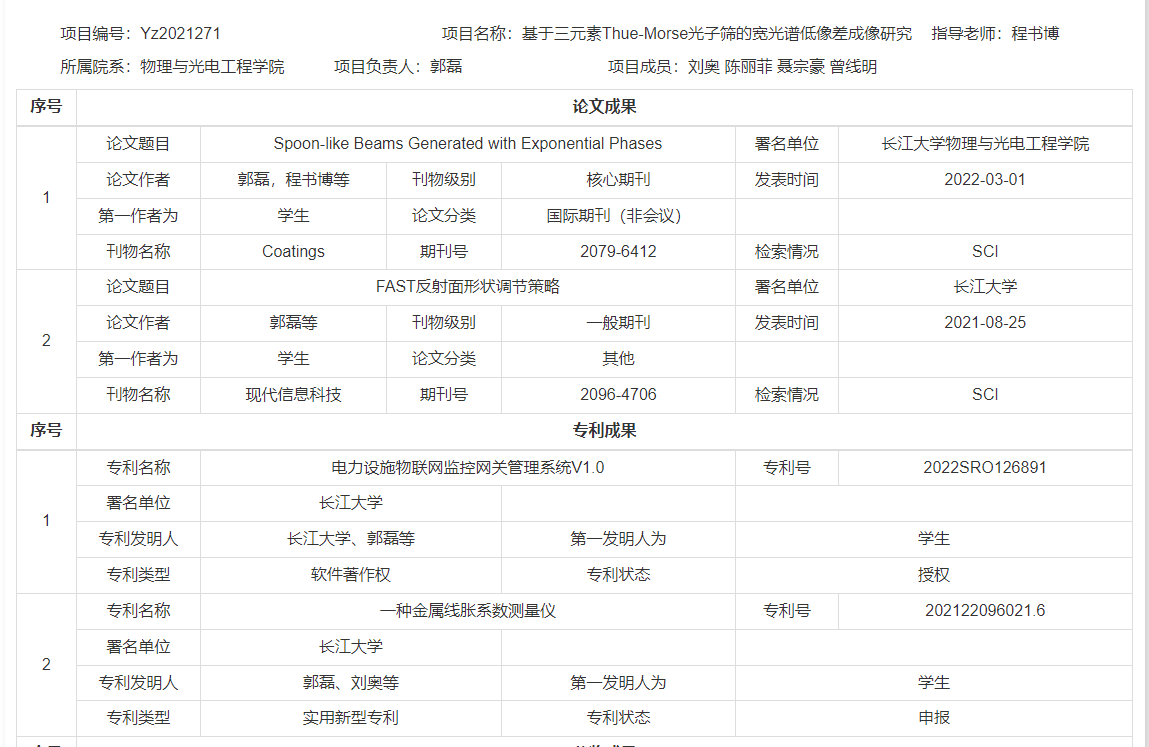 项目编号：Yz2021271 项目名称：基于三元素Thue-Morse光子筛的宽光谱低像差成像研究 指导老师：程书博
所属院系：物理与光电工程学院 项目负责人：郭磊 项目成员：刘奥 陈丽菲 聂宗豪 曾线明
序号 论文成果
论文题目 Spoon-like Beams Generated with Exponential Phases 署名单位 长江大学物理与光电工程学院
论文作者 郭磊，程书博等 刊物级别 核心期刊 发表时间 2022-03-01
1
第一作者为 学生 论文分类 国际期刊（非会议）
刊物名称 Coatings 期刊号 2079-6412 检索情况 SCI
论文题目 FAST反射面形状调节策略 署名单位 长江大学
论文作者 郭磊等 刊物级别 一般期刊 发表时间 2021-08-25
2
第一作者为 学生 论文分类 其他
刊物名称 现代信息科技 期刊号 2096-4706 检索情况 SCI
序号 专利成果
专利名称 电力设施物联网监控网关管理系统V1.0 专利号 2022SRO126891
署名单位 长江大学
1
专利发明人 长江大学、郭磊等 第一发明人为 学生
专利类型 软件著作权 专利状态 授权
专利名称 一种金属线胀系数测量仪 专利号 202122096021.6
署名单位 长江大学
2
专利发明人 郭磊、刘奥等 第一发明人为 学生
专利类型 实用新型专利 专利状态 申报